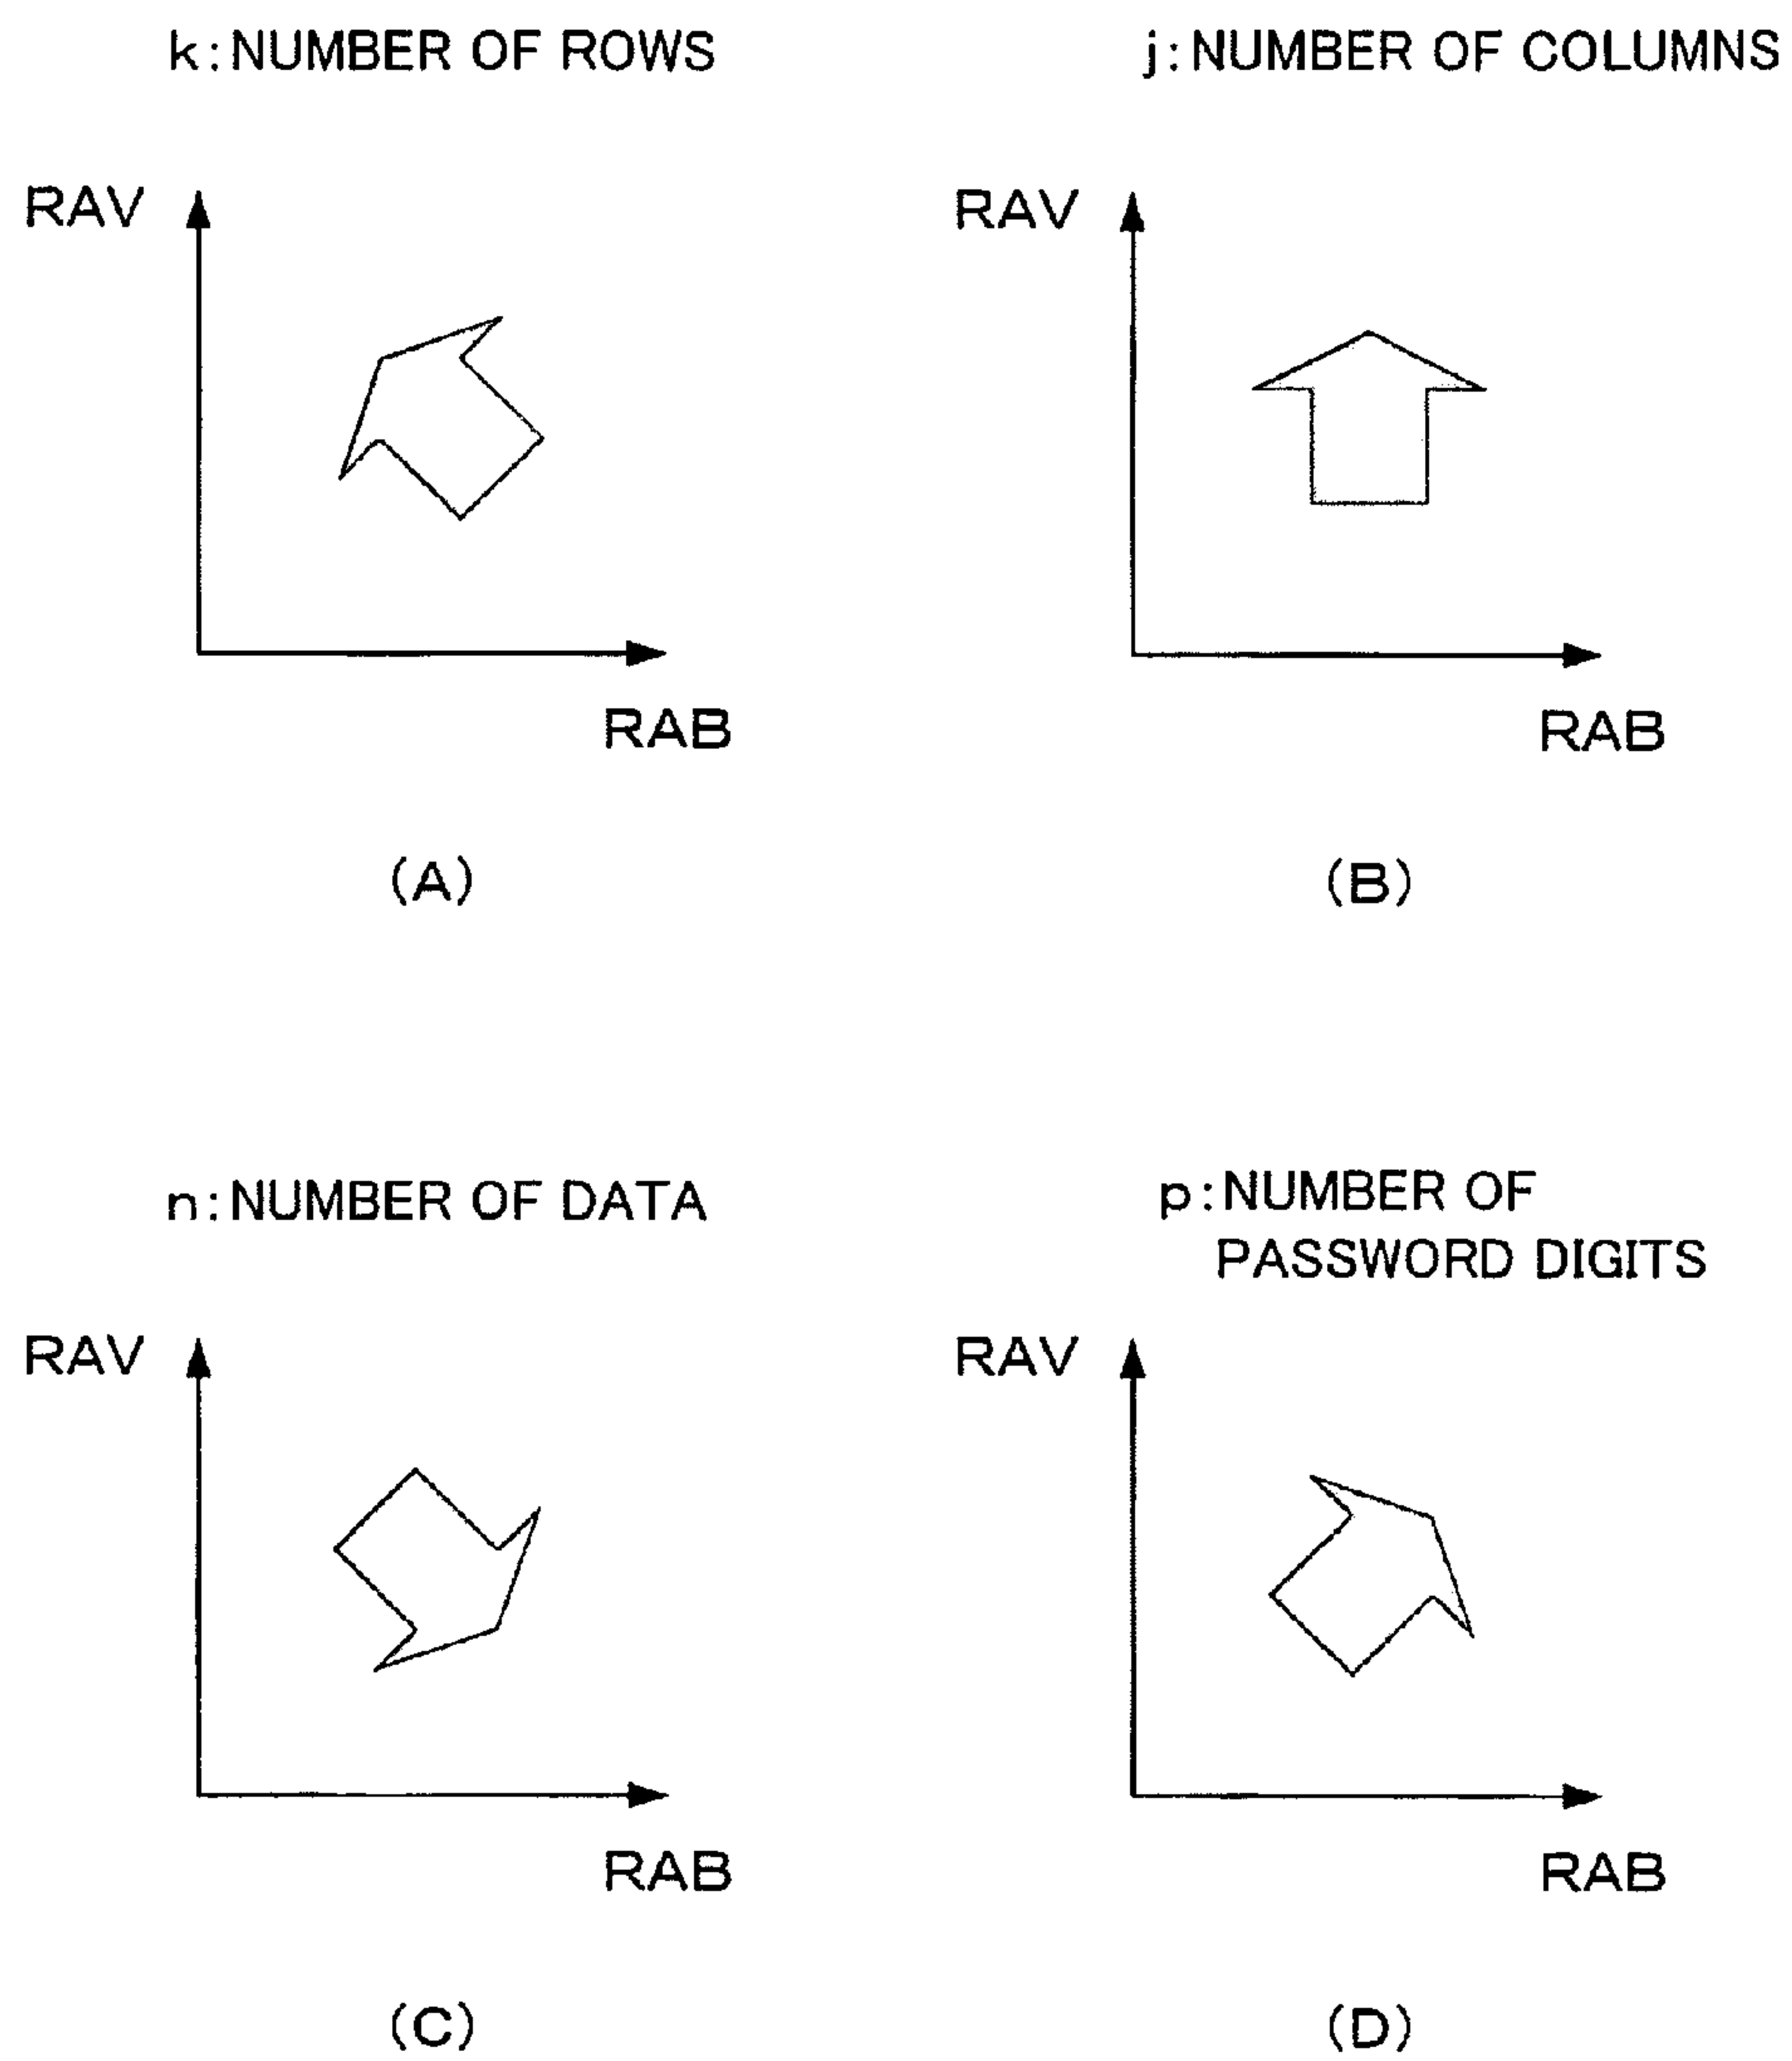 k:NUMBER OF ROWS
RAV
RAB
(A)
j:NUMBER OF COLUMNS
RAV
RAB
(B)
n:NUMBER OF DATA
RAV
RAB
(C)
p:NUMBER OF
PASSWORD DIGITS
RAV
RAB
(D)